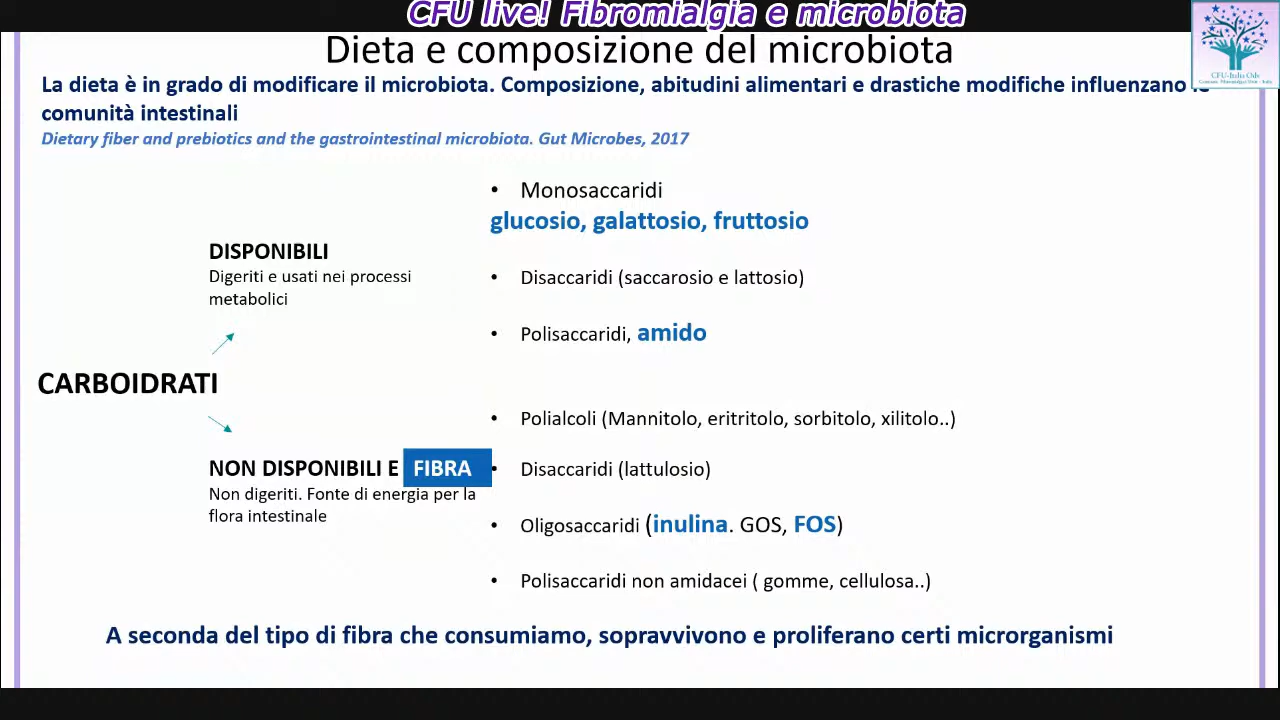 CFU live! Fibromialgia e microbiota
Dieta e composizione del microbiota
La dieta è in grado di modificare il microbiota. Composizione, abitudini alimentari e drastiche modifiche influenzano le
comunità intestinali
Dietary fiber and prebiotics and the gastrointestinal microbiota. Gut Microbes, 2017
CFU-Italia Odv
• Monosaccaridi
glucosio, galattosio, fruttosio
DISPONIBILI
Digeriti e usati nei processi
metabolici
• Disaccaridi (saccarosio e lattosio)
• Polisaccaridi, amido
CARBOIDRATI
• Polialcoli (Mannitolo, eritritolo, sorbitolo, xilitolo..)
NON DISPONIBILI E FIBRA
Non digeriti. Fonte di energia per la
flora intestinale
• Disaccaridi (lattulosio)
• Oligosaccaridi (inulina. GOS, FOS)
• Polisaccaridi non amidacei ( gomme, cellulosa..)
A seconda del tipo di fibra che consumiamo, sopravvivono e proliferano certi microrganismi